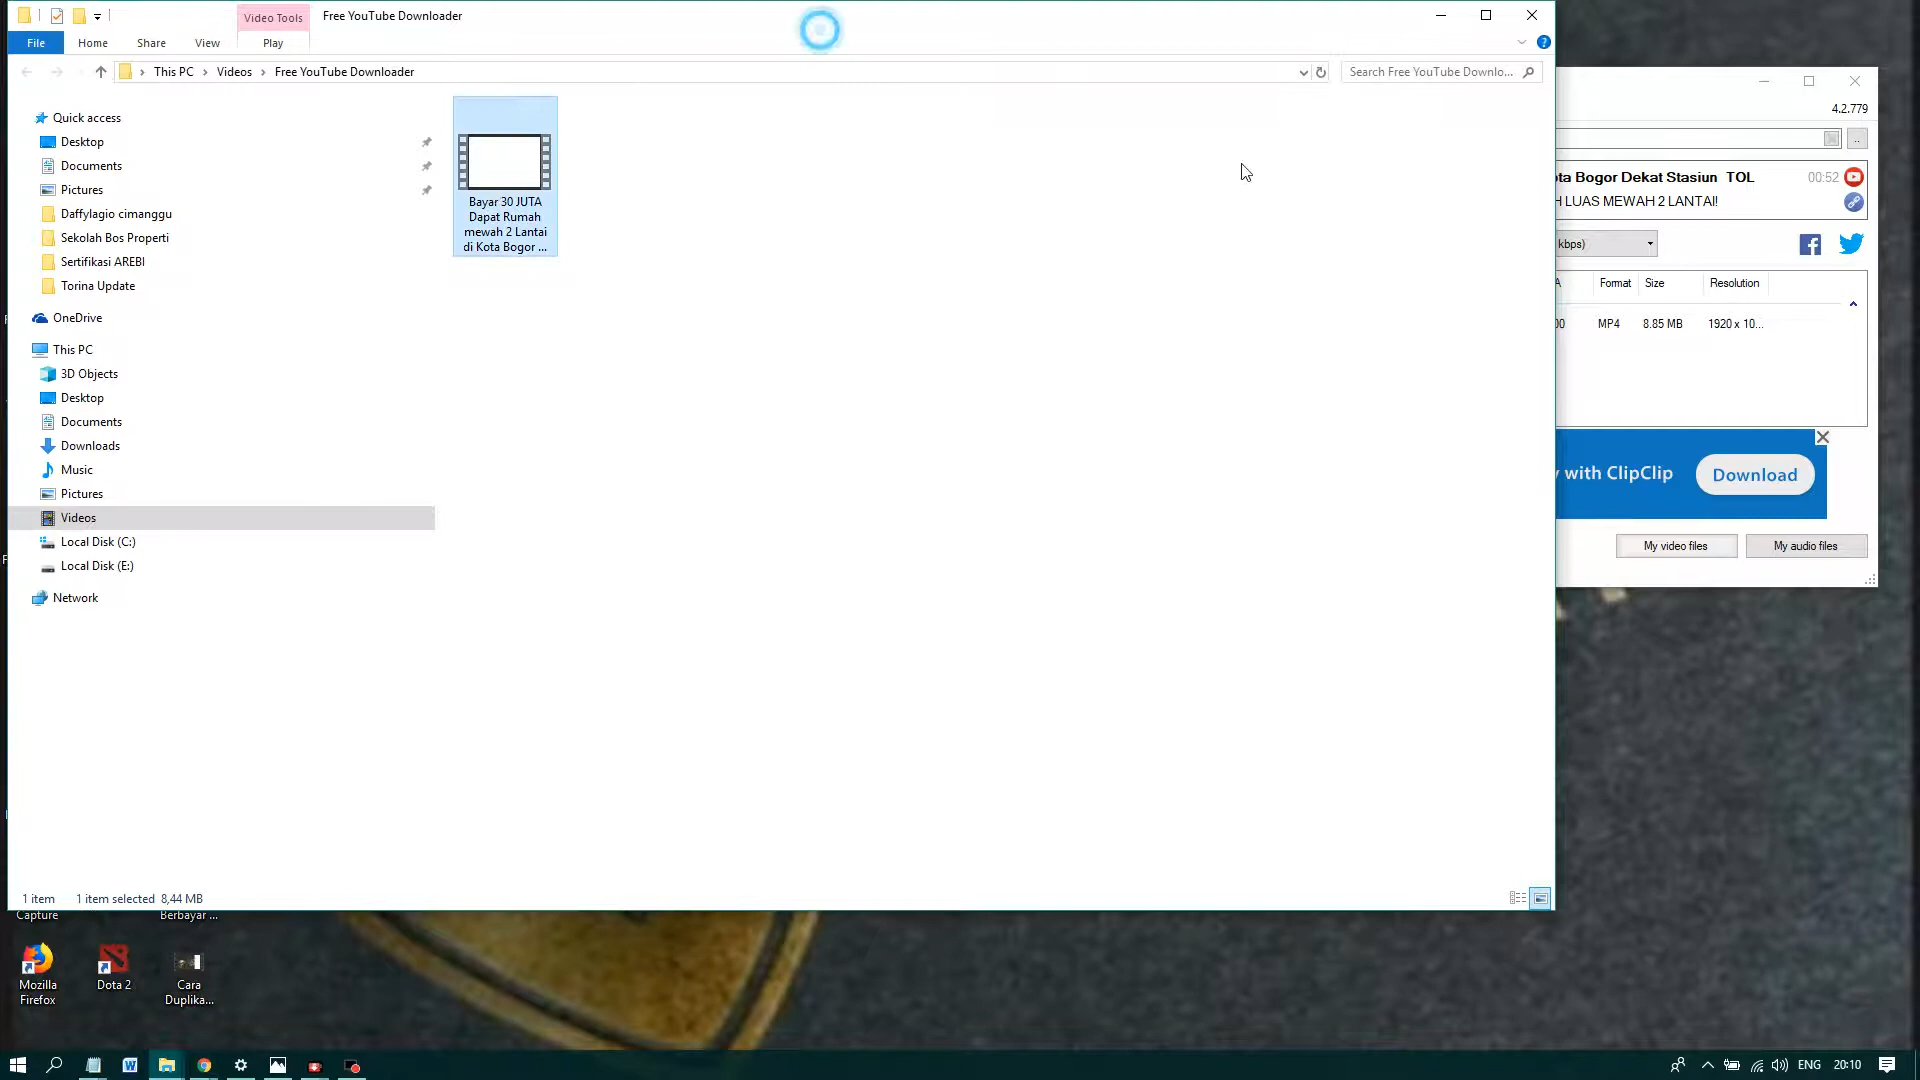 Video Tools
Free YouTube Downloader
File
Home
Share
View
Play
This PC
Videos
Free YouTube Downloader
Search Free YouTube Downlo...
Quick access
Desktop
Documents
Pictures
Daffylagio cimanggu
Sekolah Bos Properti
Sertifikasi AREBI
Torina Update
OneDrive
This PC
3D Objects
Desktop
Documents
Downloads
Music
Pictures
Videos
Local Disk (C:)
Local Disk (E:)
Network
Bayar 30 JUTA
Dapat Rumah
mewah 2 Lantai
di Kota Bogor ...
1 item
1 item selected 8,44 MB
4.2.779
ta Bogor Dekat Stasiun TOL
00:52
H LUAS MEWAH 2 LANTAI!
kbps)
Format
Size
Resolution
00
MP4
8.85 MB
1920 x 10...
with ClipClip
Download
My video files
My audio files
Capture
Berbayar ...
Mozilla
Firefox
Dota 2
Cara
Duplika...
ENG
20:10